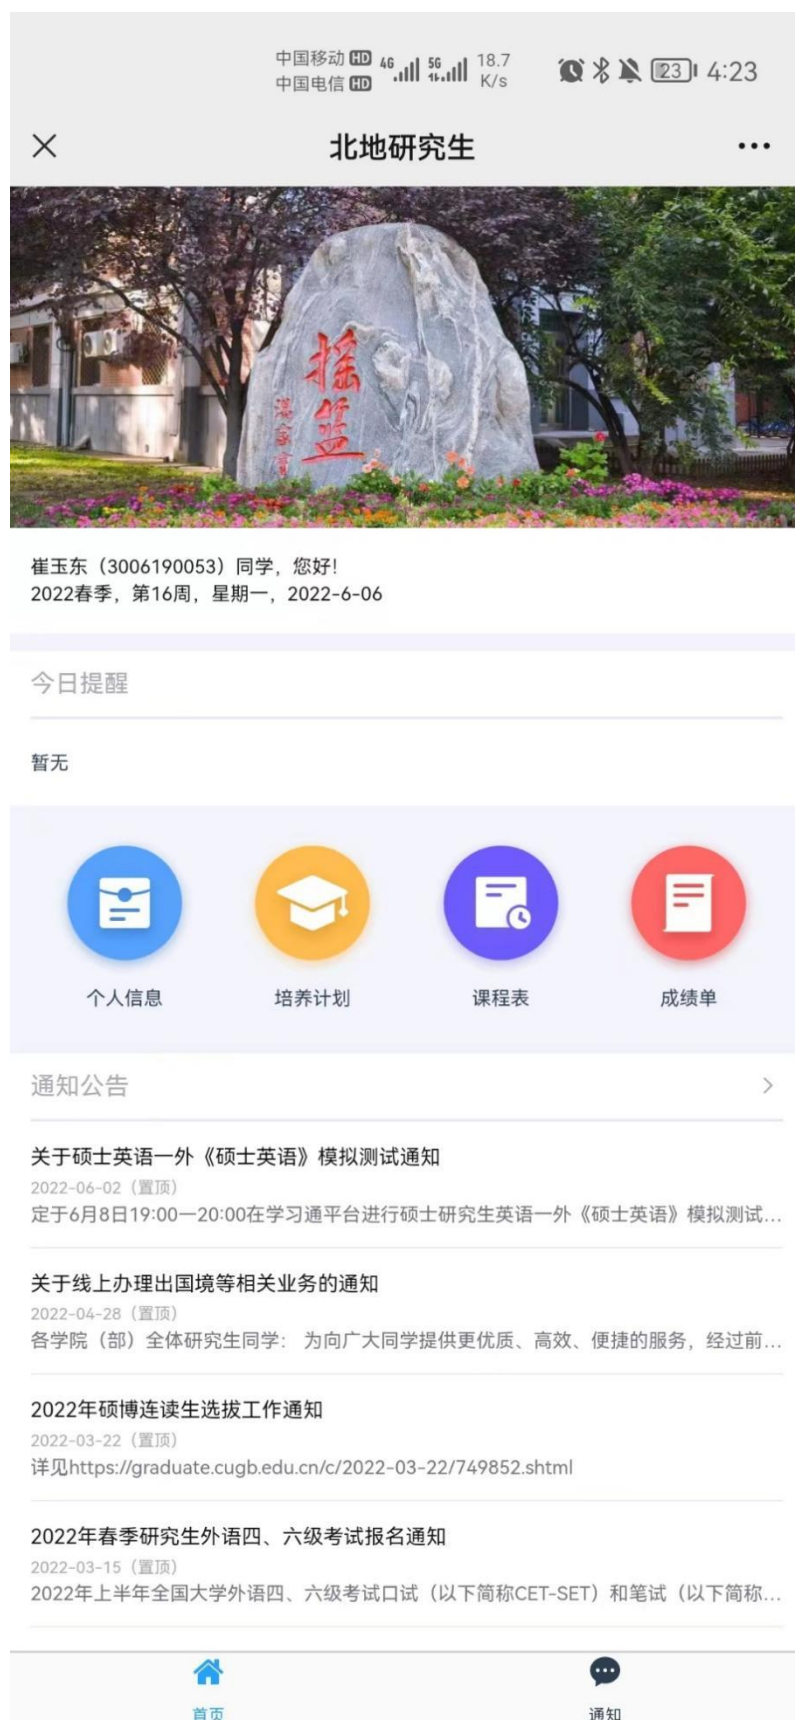 中国移动 HD 4G 5G 18.7 23 4:23
中国电信 HD K/s
北地研究生
摇篮
温家宝
崔玉东（3006190053）同学，您好！
2022春季，第16周，星期一，2022-6-06
今日提醒
暂无
个人信息 培养计划 课程表 成绩单
通知公告
关于硕士英语一外《硕士英语》模拟测试通知
2022-06-02（置顶）
定于6月8日19:00一20:00在学习通平台进行硕士研究生英语一外《硕士英语》模拟测试...
关于线上办理出国境等相关业务的通知
2022-04-28（置顶）
各学院（部）全体研究生同学： 为向广大同学提供更优质、高效、便捷的服务，经过前...
2022年硕博连读生选拔工作通知
2022-03-22（置顶）
详见https://graduate.cugb.edu.cn/c/2022-03-22/749852.shtml
2022年春季研究生外语四、六级考试报名通知
2022-03-15（置顶）
2022年上半年全国大学外语四、六级考试口试（以下简称CET-SET）和笔试（以下简称...
首页 通知